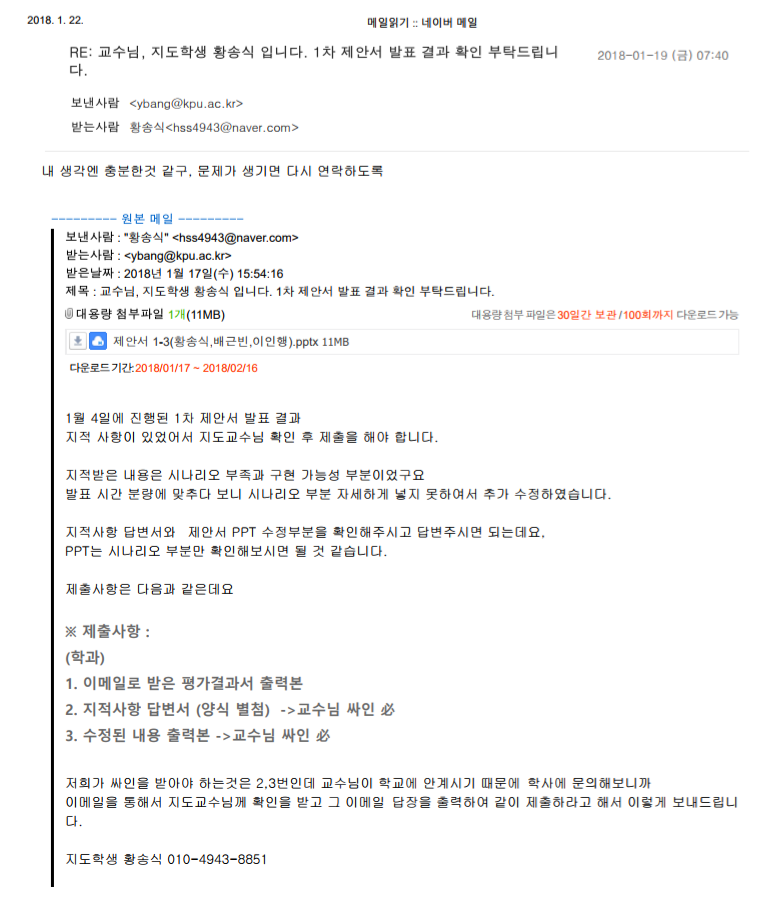 2018. 1. 22.
메일읽기 :: 네이버 메일
RE: 교수님, 지도학생 황송식 입니다. 1차 제안서 발표 결과 확인 부탁드립니
다.
2018-01-19 (금) 07:40
보낸사람 <ybang@kpu.ac.kr>
받는사람 황송식<hss4943@naver.com>
내 생각엔 충분한것 같구, 문제가 생기면 다시 연락하도록
--------- 원본 메일 ---------
보낸사람 : "황송식" <hss4943@naver.com>
받는사람 : <ybang@kpu.ac.kr>
받은날짜 : 2018년 1월 17일(수) 15:54:16
제목 : 교수님, 지도학생 황송식 입니다. 1차 제안서 발표 결과 확인 부탁드립니다.
대용량 첨부파일 1개(11MB)
대용량 첨부 파일은 30일간 보관 / 100회까지 다운로드 가능
제안서 1-3(황송식,배근빈,이인행).pptx 11MB
다운로드 기간: 2018/01/17 ~ 2018/02/16
1월 4일에 진행된 1차 제안서 발표 결과
지적 사항이 있었어서 지도교수님 확인 후 제출을 해야 합니다.
지적받은 내용은 시나리오 부족과 구현 가능성 부분이었구요
발표 시간 분량에 맞추다 보니 시나리오 부분 자세하게 넣지 못하여서 추가 수정하였습니다.
지적사항 답변서와 제안서 PPT 수정부분을 확인해주시고 답변주시면 되는데요,
PPT는 시나리오 부분만 확인해보시면 될 것 같습니다.
제출사항은 다음과 같은데요
※ 제출사항 :
(학과)
1. 이메일로 받은 평가결과서 출력본
2. 지적사항 답변서 (양식 별첨) ->교수님 싸인 必
3. 수정된 내용 출력본 ->교수님 싸인 必
저희가 싸인을 받아야 하는것은 2,3번인데 교수님이 학교에 안계시기 때문에 학사에 문의해보니까
이메일을 통해서 지도교수님께 확인을 받고 그 이메일 답장을 출력하여 같이 제출하라고 해서 이렇게 보내드립니
다.
지도학생 황송식 010-4943-8851